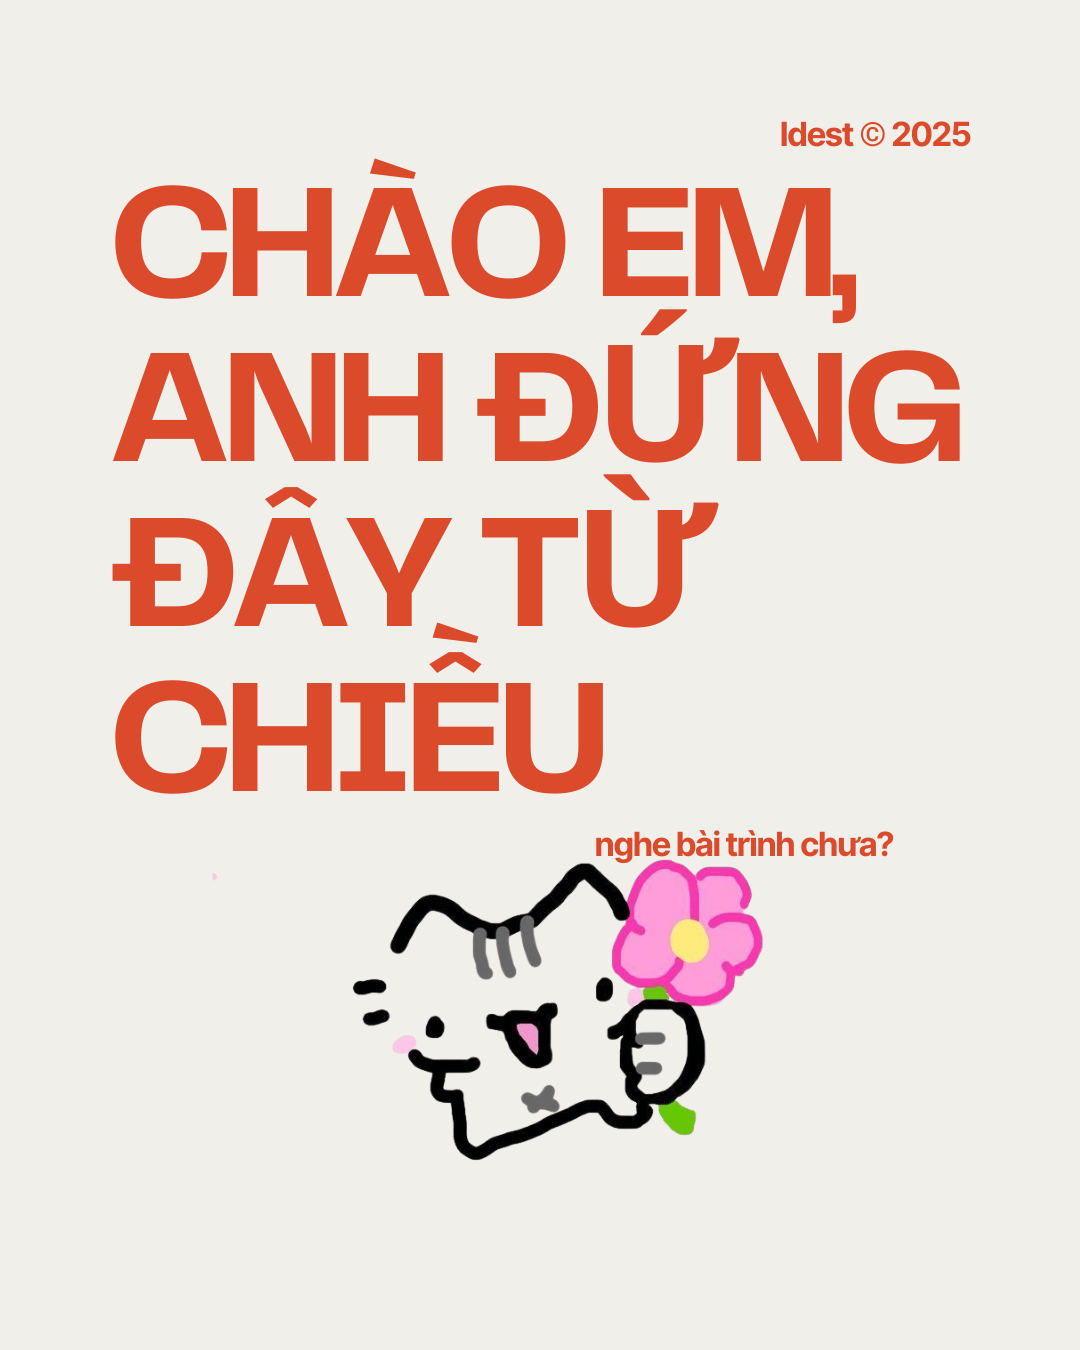 Idest © 2025
CHÀO EM,
ANH ĐỨNG
ĐÂY TỪ
CHIỀU
nghe bài trình chưa?